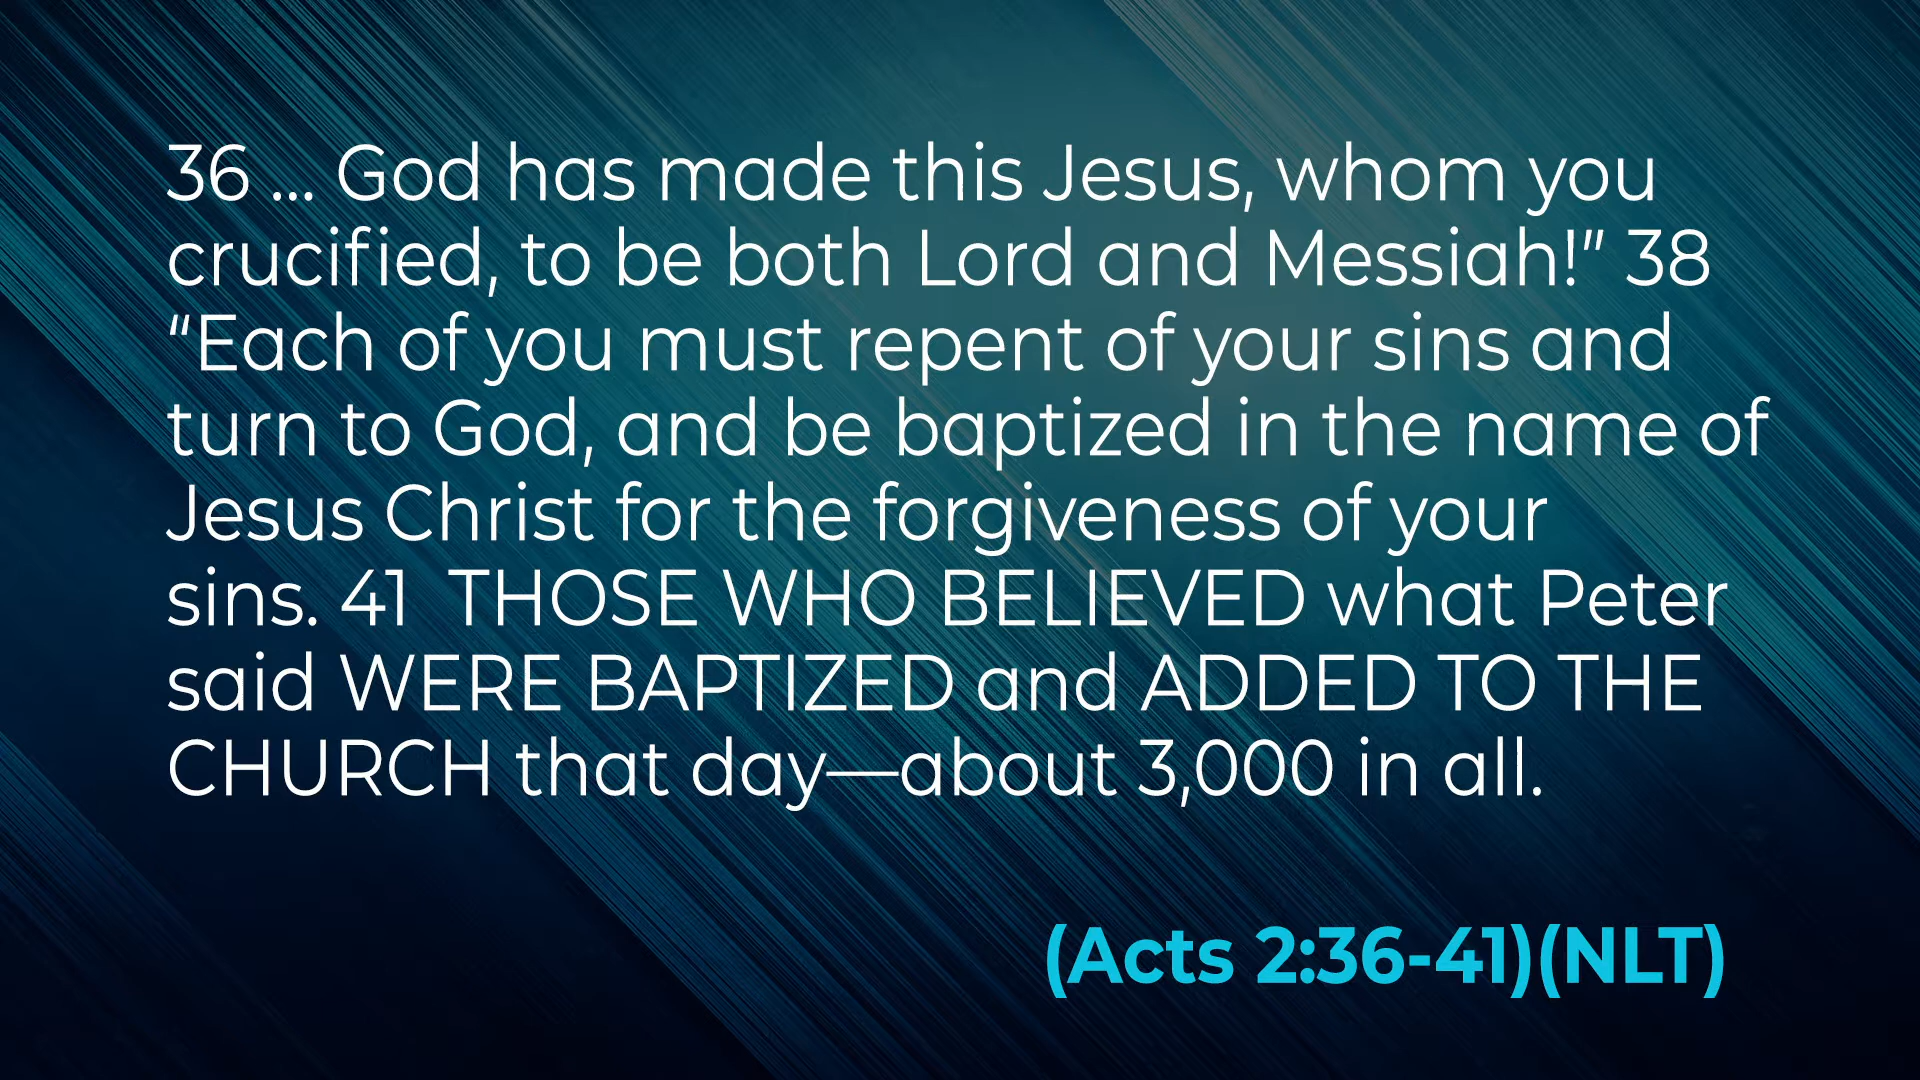 36 ... God has made this Jesus, whom you
crucified, to be both Lord and Messiah!” 38
“Each of you must repent of your sins and
turn to God, and be baptized in the name of
Jesus Christ for the forgiveness of your
sins. 41  THOSE WHO BELIEVED what Peter
said WERE BAPTIZED and ADDED TO THE
CHURCH that day—about 3,000 in all.
(Acts 2:36-41)(NLT)